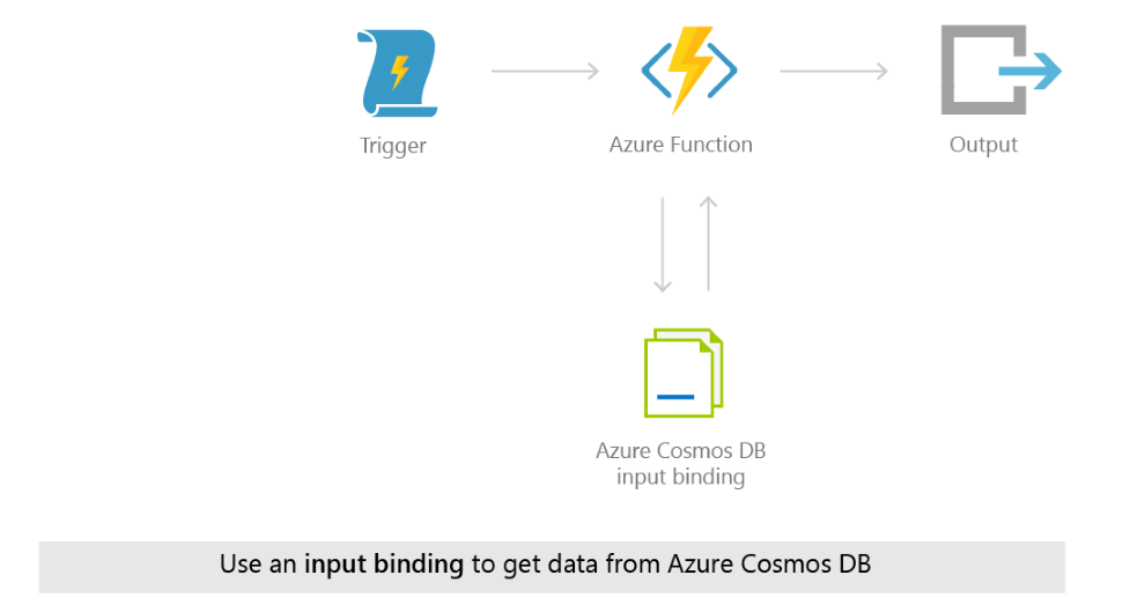 Trigger
Azure Function
Output
Azure Cosmos DB
input binding
Use an input binding to get data from Azure Cosmos DB